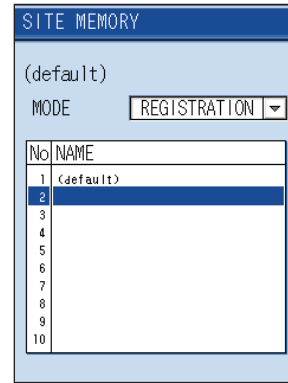 SITE MEMORY
(default)
MODE REGISTRATION
No NAME
1 (default)
2
3
4
5
6
7
8
9
10